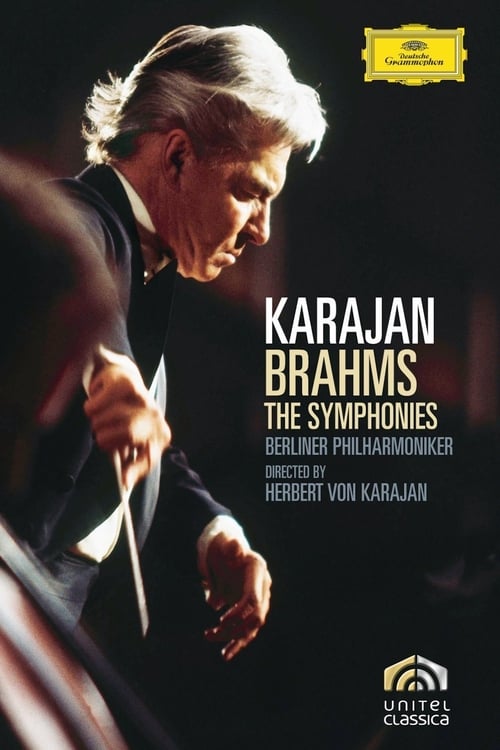 Deutsche
Grammophon
KARAJAN
BRAHMS
THE SYMPHONIES
BERLINER PHILHARMONIKER
DIRECTED BY
HERBERT VON KARAJAN
UNITEL
CLASSICA